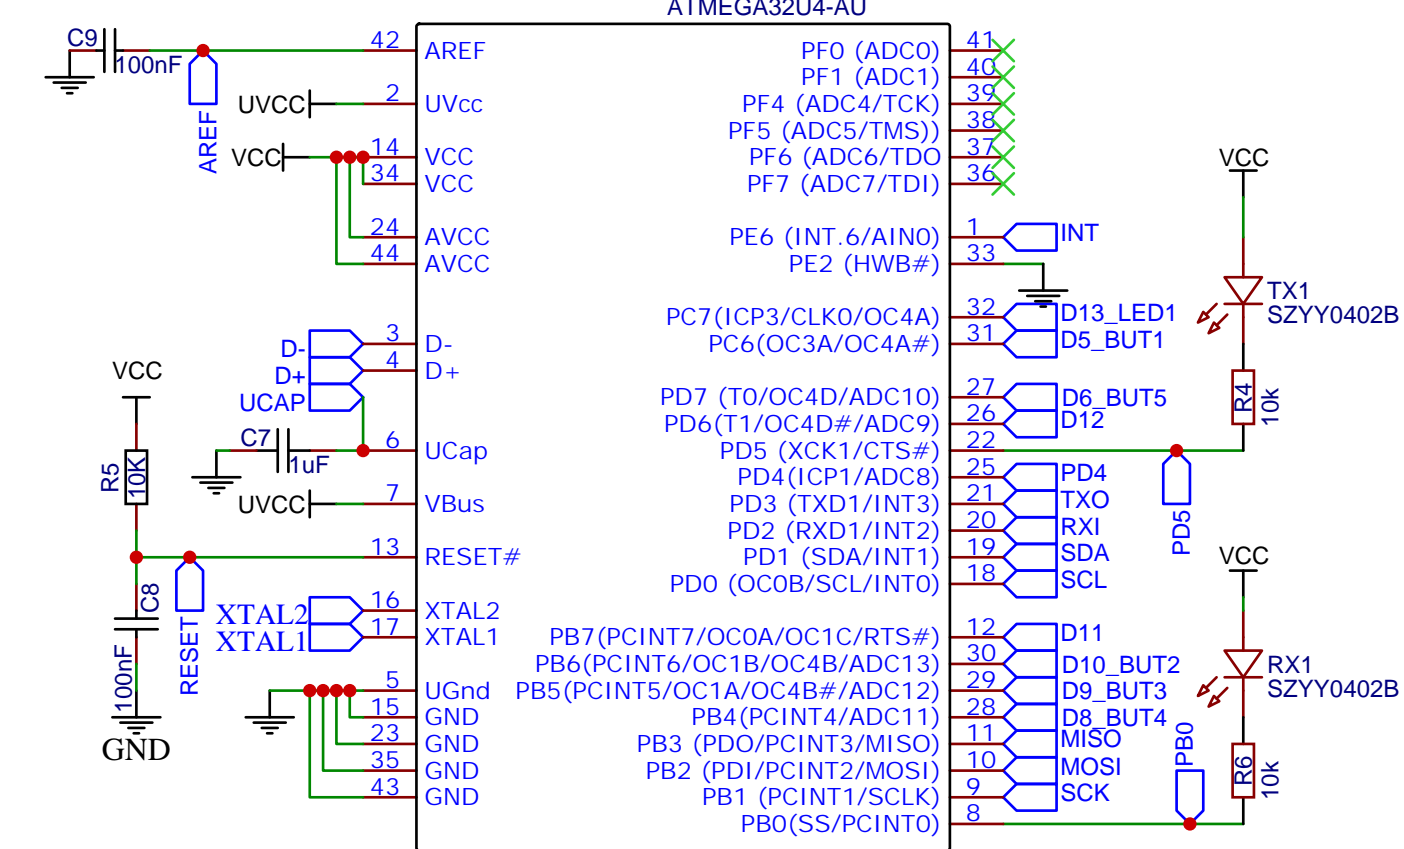 ATMEGA32U4-AU
C9
100nF
AREF
42
AREF
UVCC
2
UVcc
VCC
14
VCC
34
VCC
24
AVCC
44
AVCC
D-
3
D-
D+
4
D+
UCAP
C7
1uF
6
UCap
UVCC
7
VBus
VCC
R5
10K
13
RESET#
RESET
C8
100nF
GND
XTAL2
16
XTAL2
XTAL1
17
XTAL1
5
UGnd
15
GND
23
GND
35
GND
43
GND
PF0 (ADC0)
41
PF1 (ADC1)
40
PF4 (ADC4/TCK)
39
PF5 (ADC5/TMS))
38
PF6 (ADC6/TDO
37
PF7 (ADC7/TDI)
36
PE6 (INT.6/AIN0)
1
INT
PE2 (HWB#)
33
PC7(ICP3/CLK0/OC4A)
32
D13_LED1
PC6(OC3A/OC4A#)
31
D5_BUT1
PD7 (T0/OC4D/ADC10)
27
D6_BUT5
PD6(T1/OC4D#/ADC9)
26
D12
PD5 (XCK1/CTS#)
22
PD4(ICP1/ADC8)
25
PD4
PD3 (TXD1/INT3)
21
TXO
PD2 (RXD1/INT2)
20
RXI
PD1 (SDA/INT1)
19
SDA
PD0 (OC0B/SCL/INT0)
18
SCL
PB7(PCINT7/OC0A/OC1C/RTS#)
12
D11
PB6(PCINT6/OC1B/OC4B/ADC13)
30
D10_BUT2
PB5(PCINT5/OC1A/OC4B#/ADC12)
29
D9_BUT3
PB4(PCINT4/ADC11)
28
D8_BUT4
PB3 (PDO/PCINT3/MISO)
11
MISO
PB2 (PDI/PCINT2/MOSI)
10
MOSI
PB1 (PCINT1/SCLK)
9
SCK
PB0(SS/PCINT0)
8
VCC
TX1
SZYY0402B
R4
10k
PD5
VCC
RX1
SZYY0402B
R6
10k
PB0